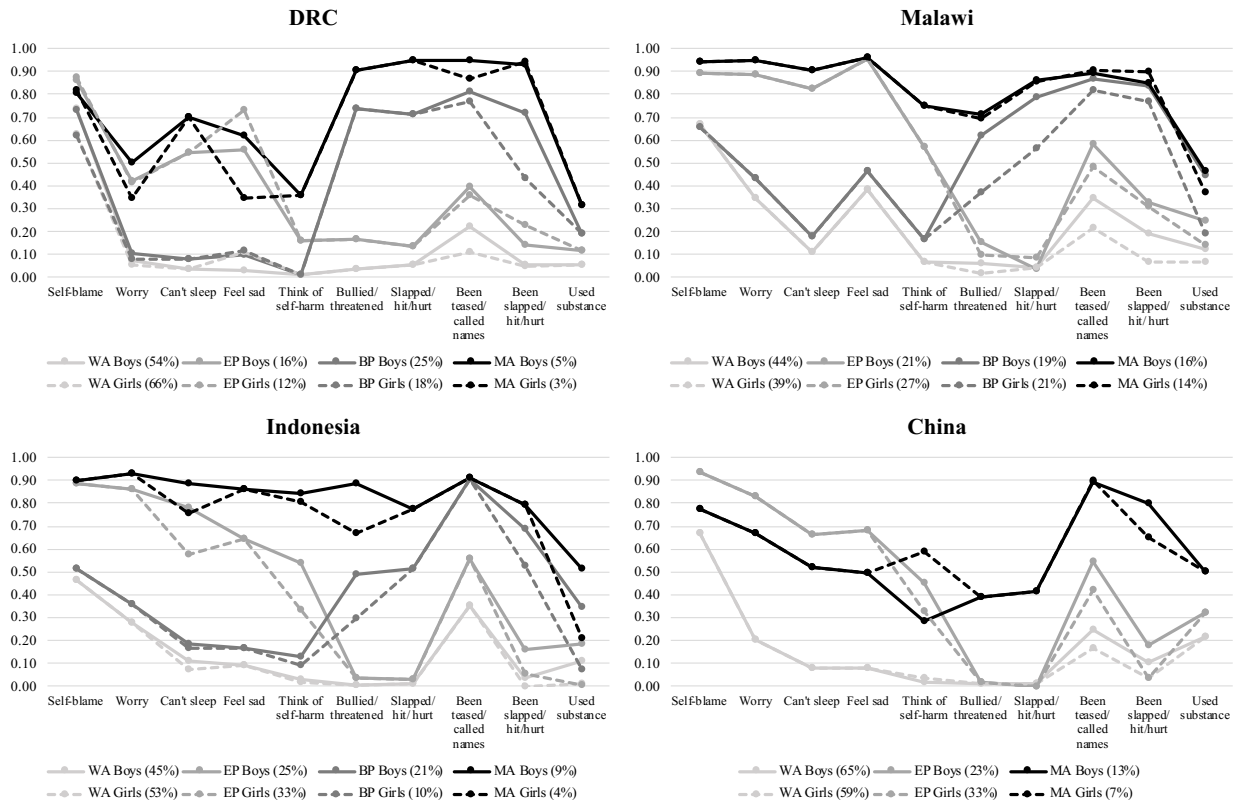 DRC
1.00
0.90
0.80
0.70
0.60
0.50
0.40
0.30
0.20
0.10
0.00
Self-blame Worry Can't sleep Feel sad Think of self-harm Bullied/ threatened Slapped/ hit/hurt Been teased/ called names Been slapped/ hit/hurt Used substance
WA Boys (54%) EP Boys (16%) BP Boys (25%) MA Boys (5%)
WA Girls (66%) EP Girls (12%) BP Girls (18%) MA Girls (3%)
Malawi
1.00
0.90
0.80
0.70
0.60
0.50
0.40
0.30
0.20
0.10
0.00
Self-blame Worry Can't sleep Feel sad Think of self-harm Bullied/ threatened Slapped/ hit/hurt Been teased/ called names Been slapped/ hit/hurt Used substance
WA Boys (44%) EP Boys (21%) BP Boys (19%) MA Boys (16%)
WA Girls (39%) EP Girls (27%) BP Girls (21%) MA Girls (14%)
Indonesia
1.00
0.90
0.80
0.70
0.60
0.50
0.40
0.30
0.20
0.10
0.00
Self-blame Worry Can't sleep Feel sad Think of self-harm Bullied/ threatened Slapped/ hit/hurt Been teased/ called names Been slapped/ hit/hurt Used substance
WA Boys (45%) EP Boys (25%) BP Boys (21%) MA Boys (9%)
WA Girls (53%) EP Girls (33%) BP Girls (10%) MA Girls (4%)
China
1.00
0.90
0.80
0.70
0.60
0.50
0.40
0.30
0.20
0.10
0.00
Self-blame Worry Can't sleep Feel sad Think of self-harm Bullied/ threatened Slapped/ hit/hurt Been teased/ called names Been slapped/ hit/hurt Used substance
WA Boys (65%) EP Boys (23%) MA Boys (13%)
WA Girls (59%) EP Girls (33%) MA Girls (7%)